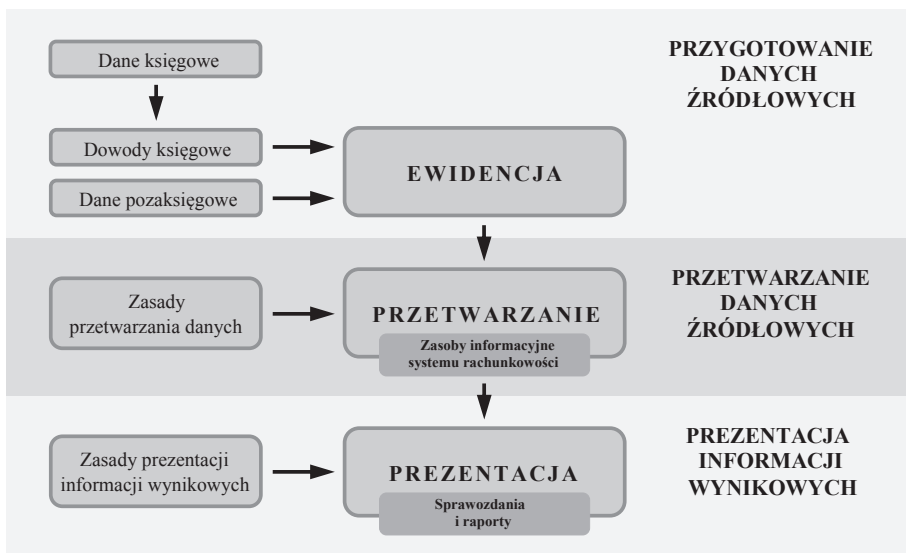 Dane księgowe
PRZYGOTOWANIE
DANYCH
ŹRÓDŁOWYCH
Dowody księgowe
Dane pozaksięgowe
EWIDENCJA
Zasady
przetwarzania danych
PRZETWARZANIE
Zasoby informacyjne
systemu rachunkowości
PRZETWARZANIE
DANYCH
ŹRÓDŁOWYCH
Zasady prezentacji
informacji wynikowych
PREZENTACJA
Sprawozdania
i raporty
PREZENTACJA
INFORMACJI
WYNIKOWYCH